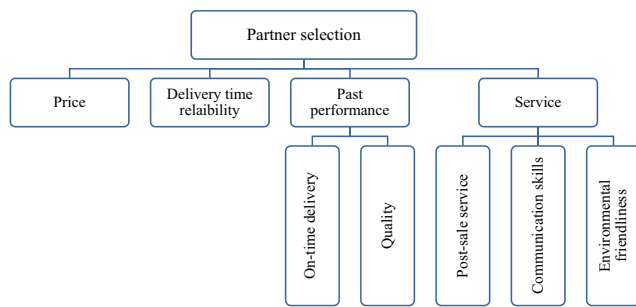 Partner selection
Price
Delivery time
relaibility
Past
performance
Service
On-time delivery
Quality
Post-sale service
Communication skills
Environmental
friendliness